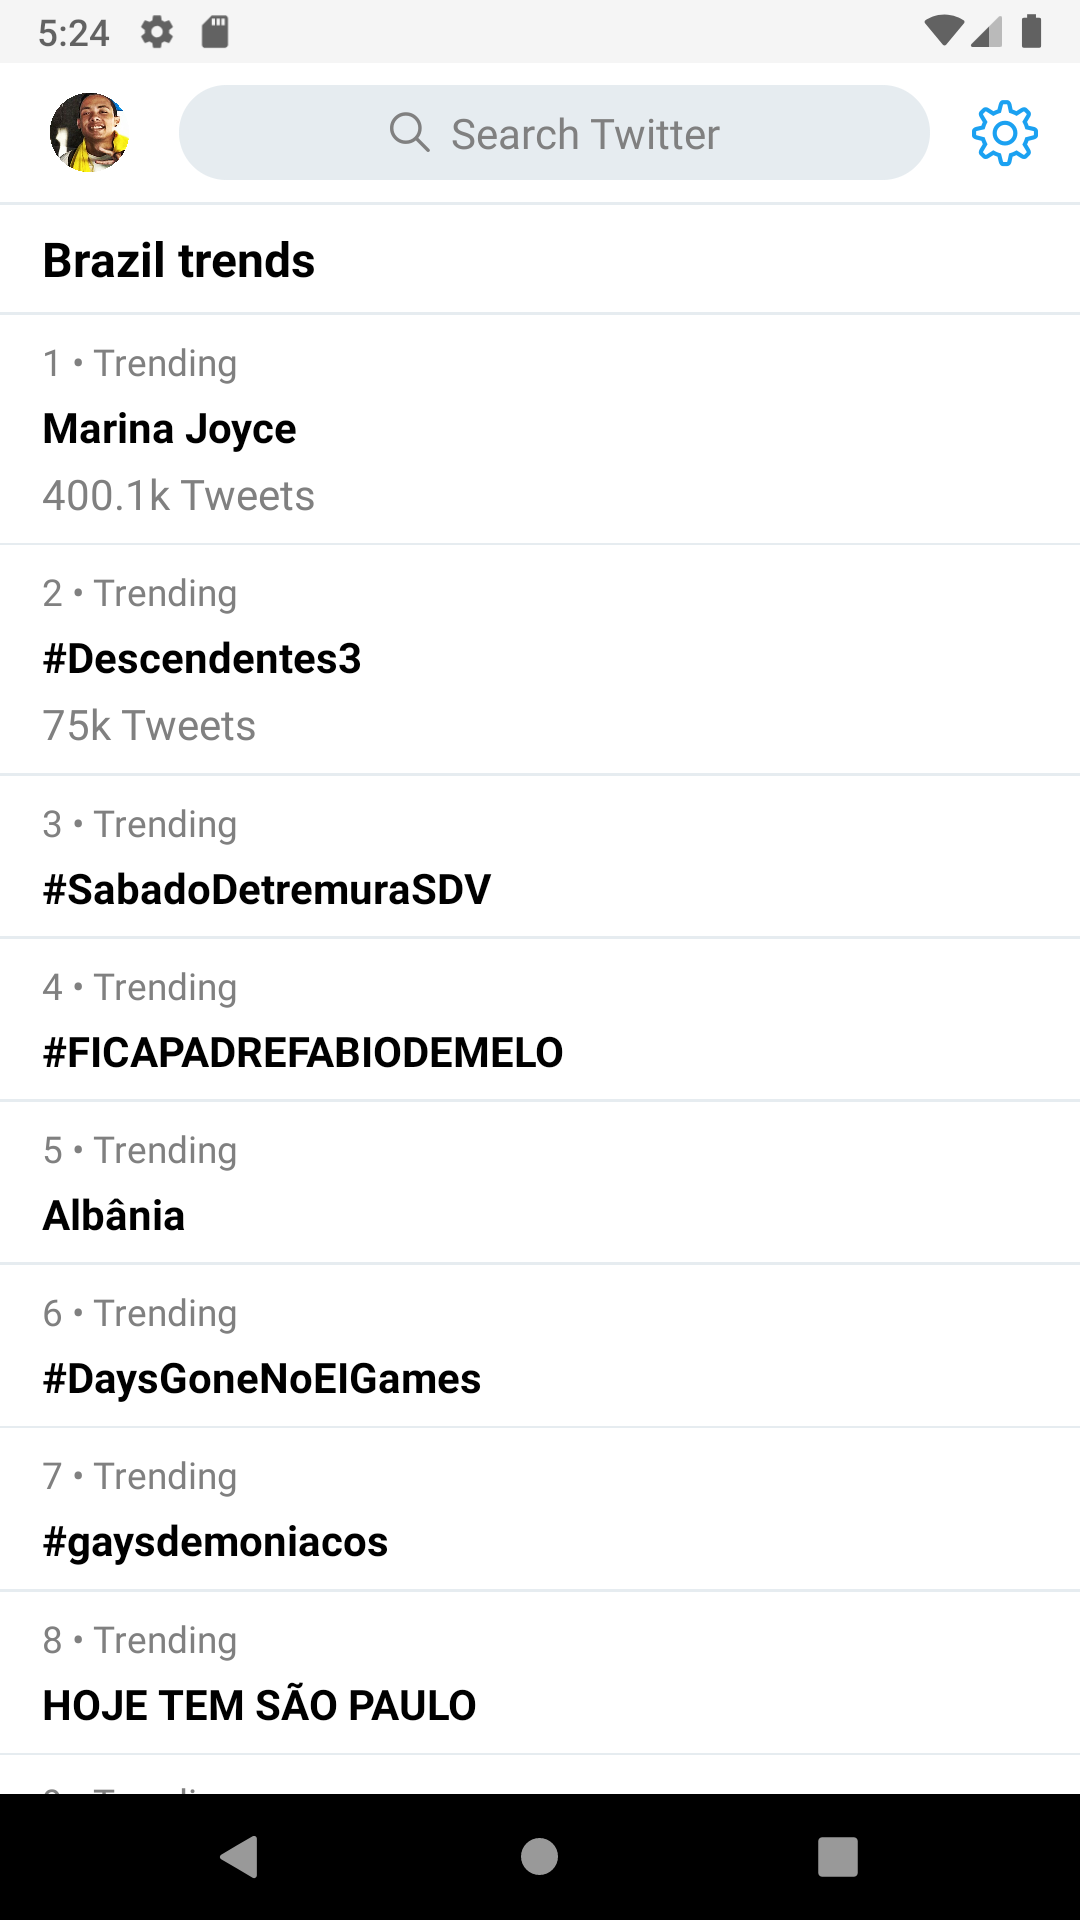 5:24
Search Twitter
Brazil trends
1 • Trending
Marina Joyce
400.1k Tweets
2 • Trending
#Descendentes3
75k Tweets
3 • Trending
#SabadoDetremuraSDV
4 • Trending
#FICAPADREFABIODEMELO
5 • Trending
Albânia
6 • Trending
#DaysGoneNoEIGames
7 • Trending
#gaysdemoniacos
8 • Trending
HOJE TEM SÃO PAULO